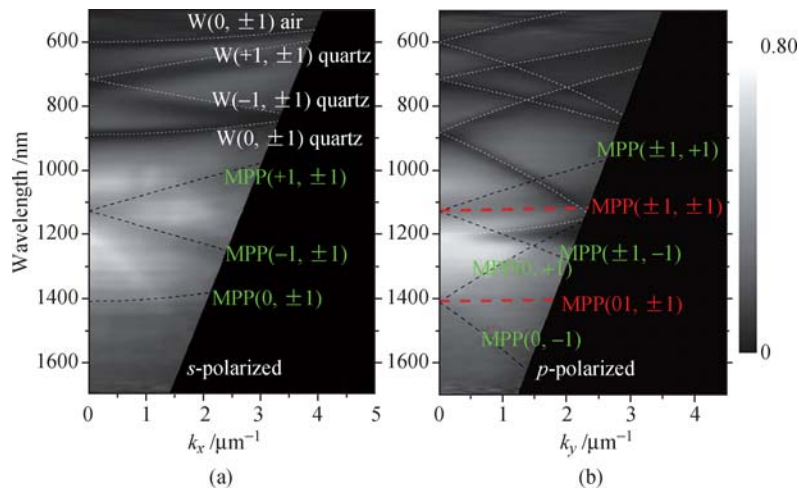 W(0, ±1) air
W(+1, ±1) quartz
W(−1, ±1) quartz
W(0, ±1) quartz
MPP(+1, ±1)
MPP(−1, ±1)
MPP(0, ±1)
s-polarized
600
800
1000
1200
1400
1600
Wavelength /nm
0 1 2 3 4 5
kx /μm−1
(a)
MPP(±1, +1)
MPP(±1, ±1)
MPP(±1, −1)
MPP(0, +1)
MPP(01, ±1)
MPP(0, −1)
p-polarized
600
800
1000
1200
1400
1600
0 1 2 3 4
ky /μm−1
(b)
0.80
0